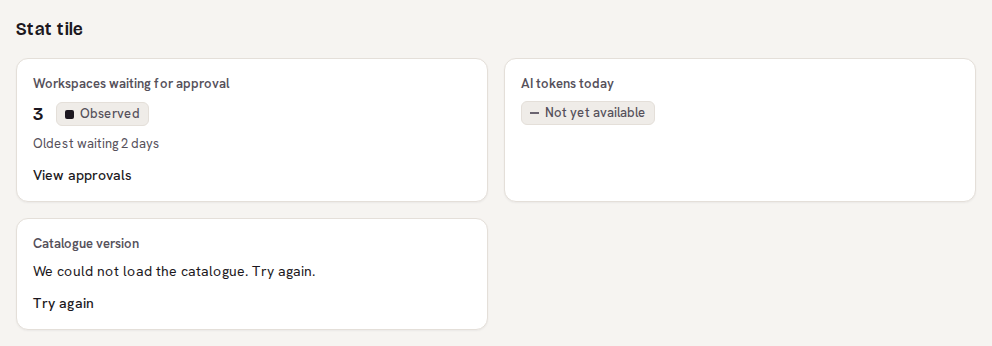 Stat tile
Workspaces waiting for approval
3 Observed
Oldest waiting 2 days
View approvals
AI tokens today
Not yet available
Catalogue version
We could not load the catalogue. Try again.
Try again